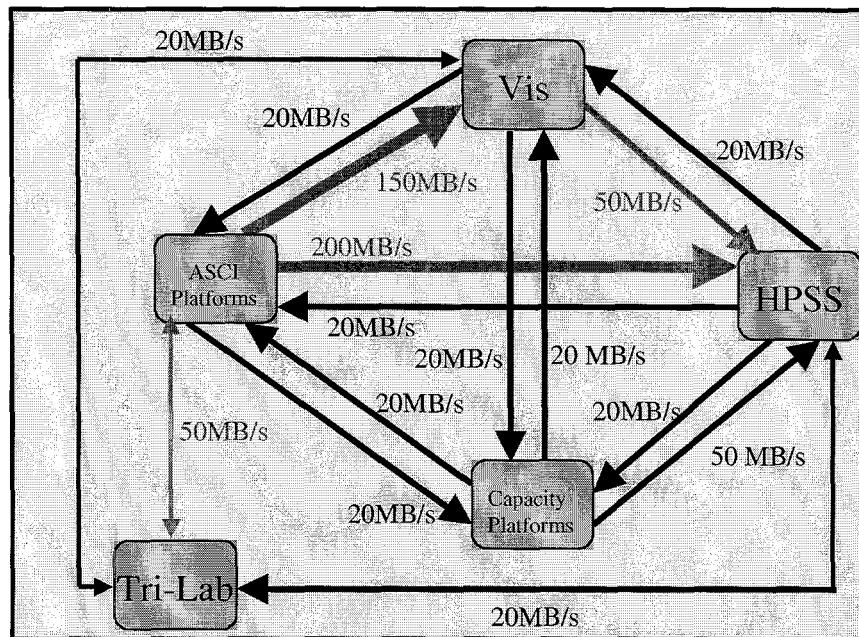 20MB/s
Vis
20MB/s
150MB/s
20MB/s
50MB/s
ASCI
Platforms
200MB/s
HPSS
20MB/s
20MB/s
20 MB/s
20MB/s
20MB/s
50MB/s
50 MB/s
20MB/s
Capacity
Platforms
Tri-Lab
20MB/s